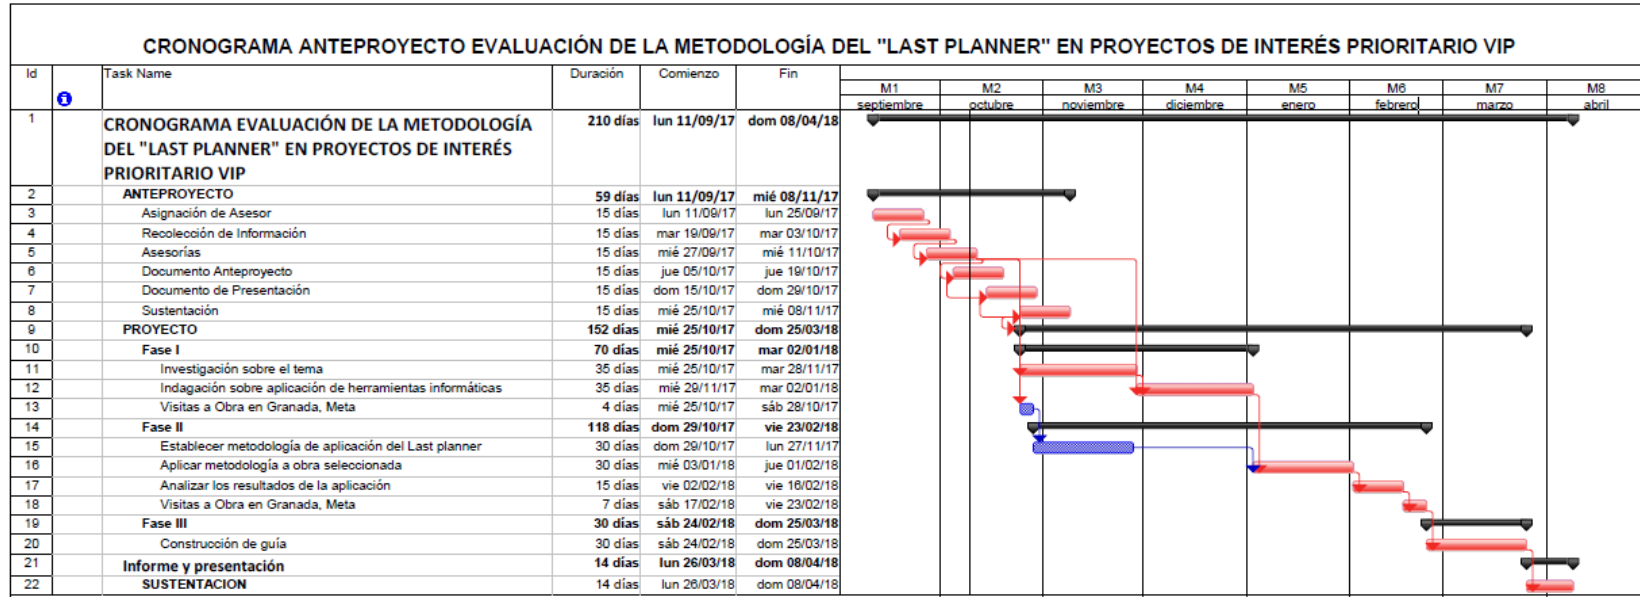 CRONOGRAMA ANTEPROYECTO EVALUACIÓN DE LA METODOLOGÍA DEL "LAST PLANNER" EN PROYECTOS DE INTERÉS PRIORITARIO VIP
Id Task Name Duración Comienzo Fin
M1 M2 M3 M4 M5 M6 M7 M8
septiembre octubre noviembre diciembre enero febrero marzo abril
1 CRONOGRAMA EVALUACIÓN DE LA METODOLOGÍA 210 días lun 11/09/17 dom 08/04/18
DEL "LAST PLANNER" EN PROYECTOS DE INTERÉS
PRIORITARIO VIP
2 ANTEPROYECTO 59 días lun 11/09/17 mié 08/11/17
3 Asignación de Asesor 15 días lun 11/09/17 lun 25/09/17
4 Recolección de Información 15 días mar 19/09/17 mar 03/10/17
5 Asesorías 15 días mié 27/09/17 mié 11/10/17
6 Documento Anteproyecto 15 días jue 05/10/17 jue 19/10/17
7 Documento de Presentación 15 días dom 15/10/17 dom 29/10/17
8 Sustentación 15 días mié 25/10/17 mié 08/11/17
9 PROYECTO 152 días mié 25/10/17 dom 25/03/18
10 Fase I 70 días mié 25/10/17 mar 02/01/18
11 Investigación sobre el tema 35 días mié 25/10/17 mar 28/11/17
12 Indagación sobre aplicación de herramientas informáticas 35 días mié 29/11/17 mar 02/01/18
13 Visitas a Obra en Granada, Meta 4 días mié 25/10/17 sáb 28/10/17
14 Fase II 118 días dom 29/10/17 vie 23/02/18
15 Establecer metodología de aplicación del Last planner 30 días dom 29/10/17 lun 27/11/17
16 Aplicar metodología a obra seleccionada 30 días mié 03/01/18 jue 01/02/18
17 Analizar los resultados de la aplicación 15 días vie 02/02/18 vie 16/02/18
18 Visitas a Obra en Granada, Meta 7 días sáb 17/02/18 vie 23/02/18
19 Fase III 30 días sáb 24/02/18 dom 25/03/18
20 Construcción de guía 30 días sáb 24/02/18 dom 25/03/18
21 Informe y presentación 14 días lun 26/03/18 dom 08/04/18
22 SUSTENTACION 14 días lun 26/03/18 dom 08/04/18